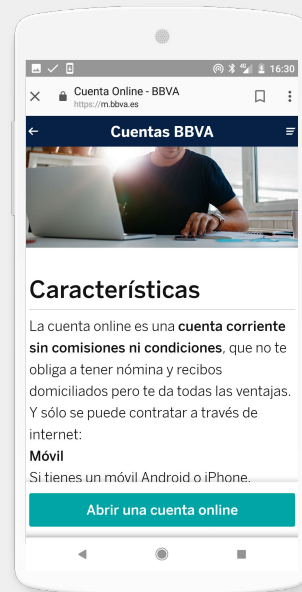 4G 16:30
Cuenta Online - BBVA
https://m.bbva.es
Cuentas BBVA
Características
La cuenta online es una cuenta corriente
sin comisiones ni condiciones, que no te
obliga a tener nómina y recibos
domiciliados pero te da todas las ventajas.
Y sólo se puede contratar a través de
internet:
Móvil
Si tienes un móvil Android o iPhone,
Abrir una cuenta online